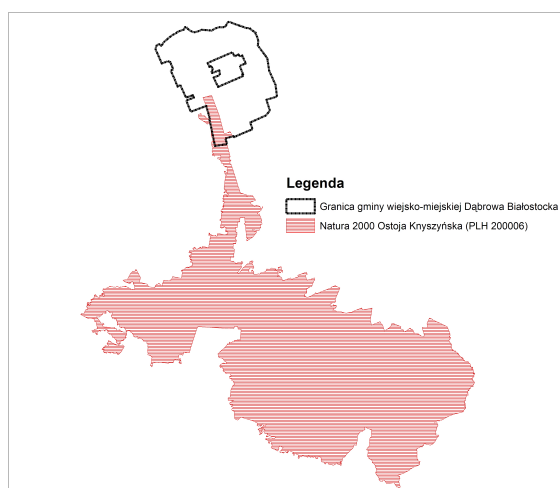 Legenda
Granica gminy wiejsko-miejskiej Dąbrowa Białostocka
Natura 2000 Ostoja Knyszyńska (PLH 200006)